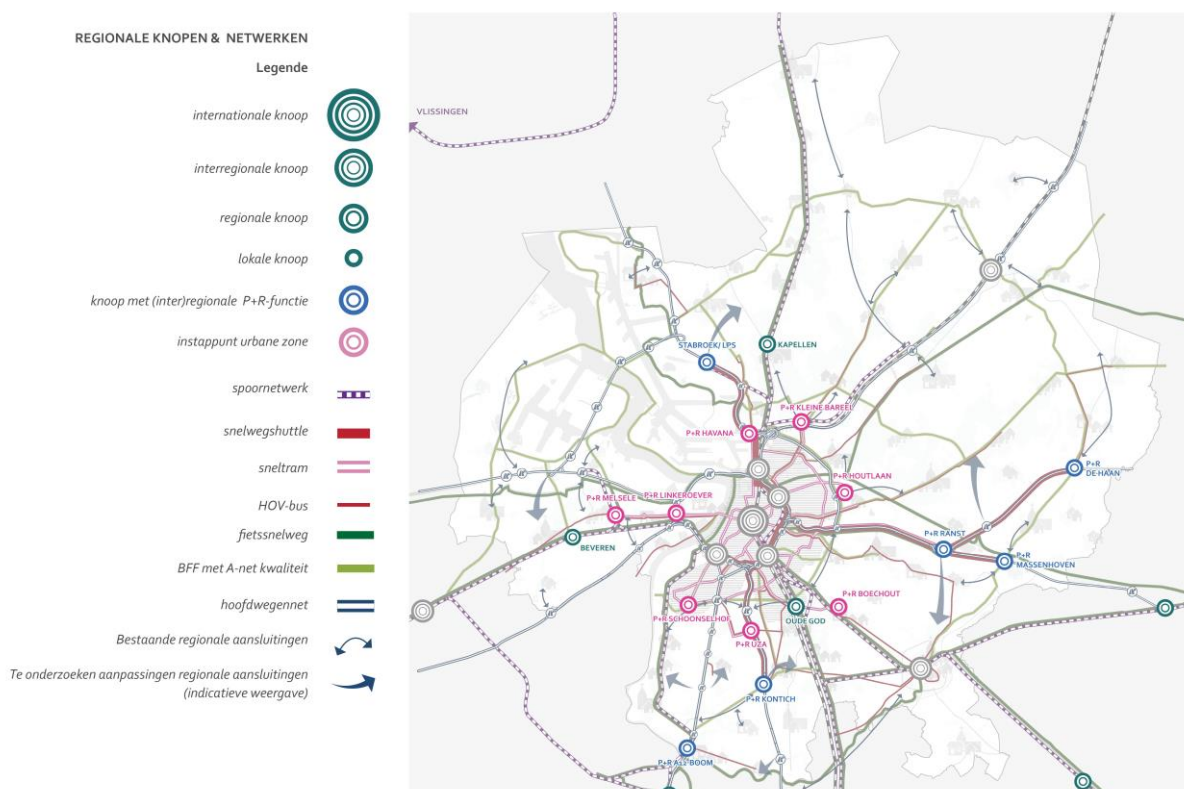 REGIONALE KNOPEN & NETWERKEN
Legende
internationale knoop
interregionale knoop
regionale knoop
lokale knoop
knoop met (inter)regionale P+R-functie
instappunt urbane zone
spoornetwerk
snelwegshuttle
sneltram
HOV-bus
fietssnelweg
BFF met A-net kwaliteit
hoofdwegennet
Bestaande regionale aansluitingen
Te onderzoeken aanpassingen regionale aansluitingen
(indicatieve weergave)
VLISSINGEN
STABROEK/ LPS
KAPELLEN
P+R KLEINE BAREEL
P+R HAVANA
P+R HOUTLAAN
P+R
DE HAAN
P+R MELSELE
P+R LINKEROEVER
BEVEREN
P+R RANST
P+R
MASSENHOVEN
P+R BOECHOUT
P+R SCHOONSELHOF
OUDE GOD
P+R UZA
P+R KONTICH
P+R A12 BOOM